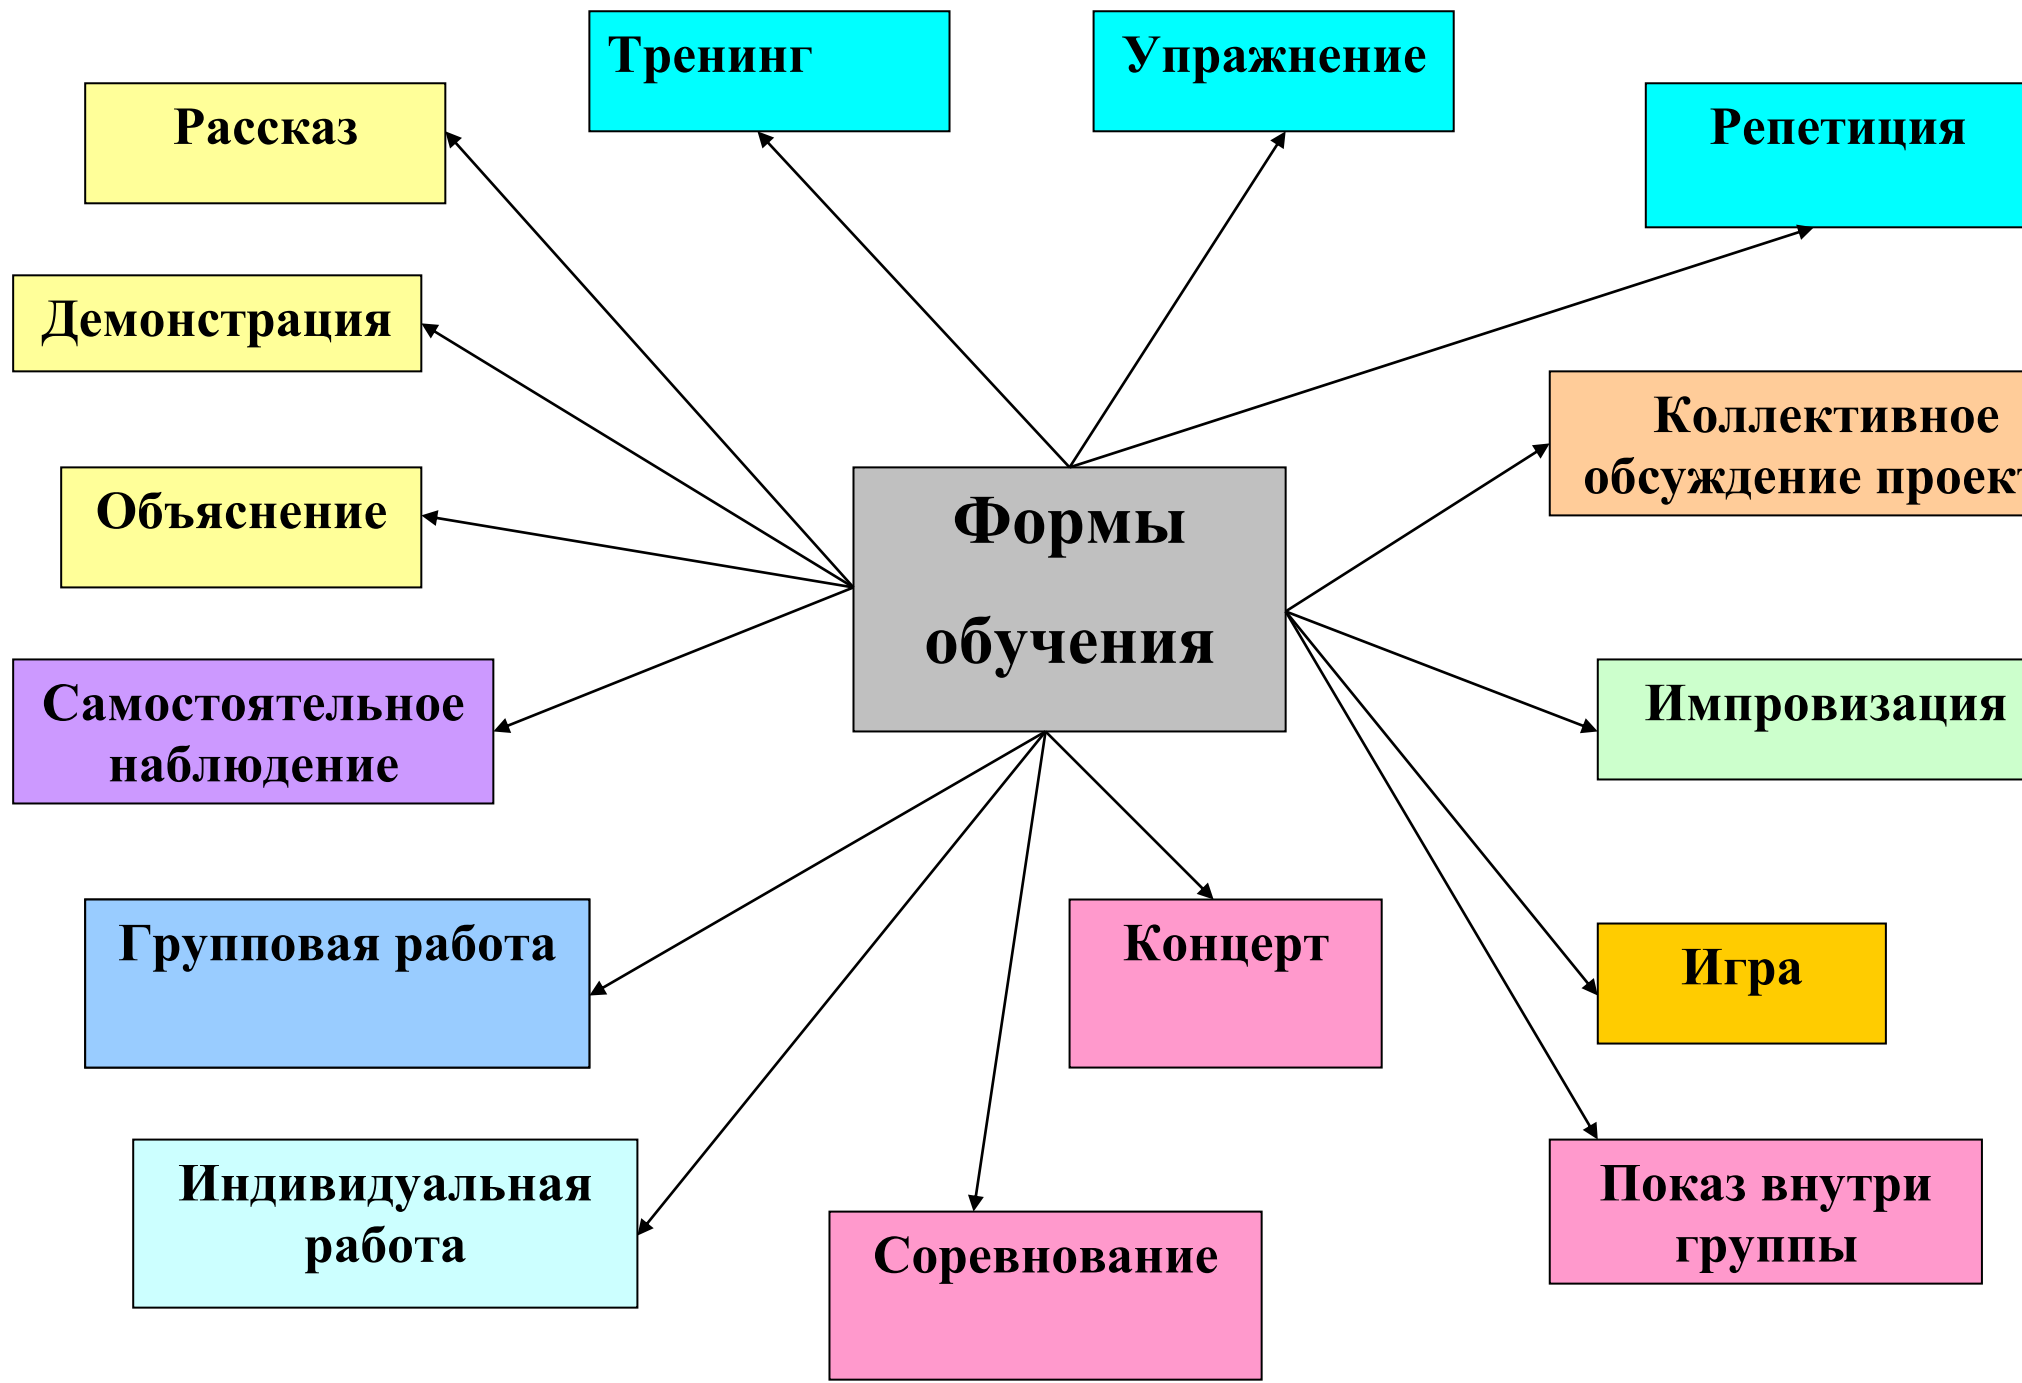 Тренинг
Упражнение
Рассказ
Репетиция
Демонстрация
Коллективное
обсуждение проект
Объяснение
Формы
обучения
Самостоятельное
наблюдение
Импровизация
Групповая работа
Концерт
Игра
Индивидуальная
работа
Соревнование
Показ внутри
группы